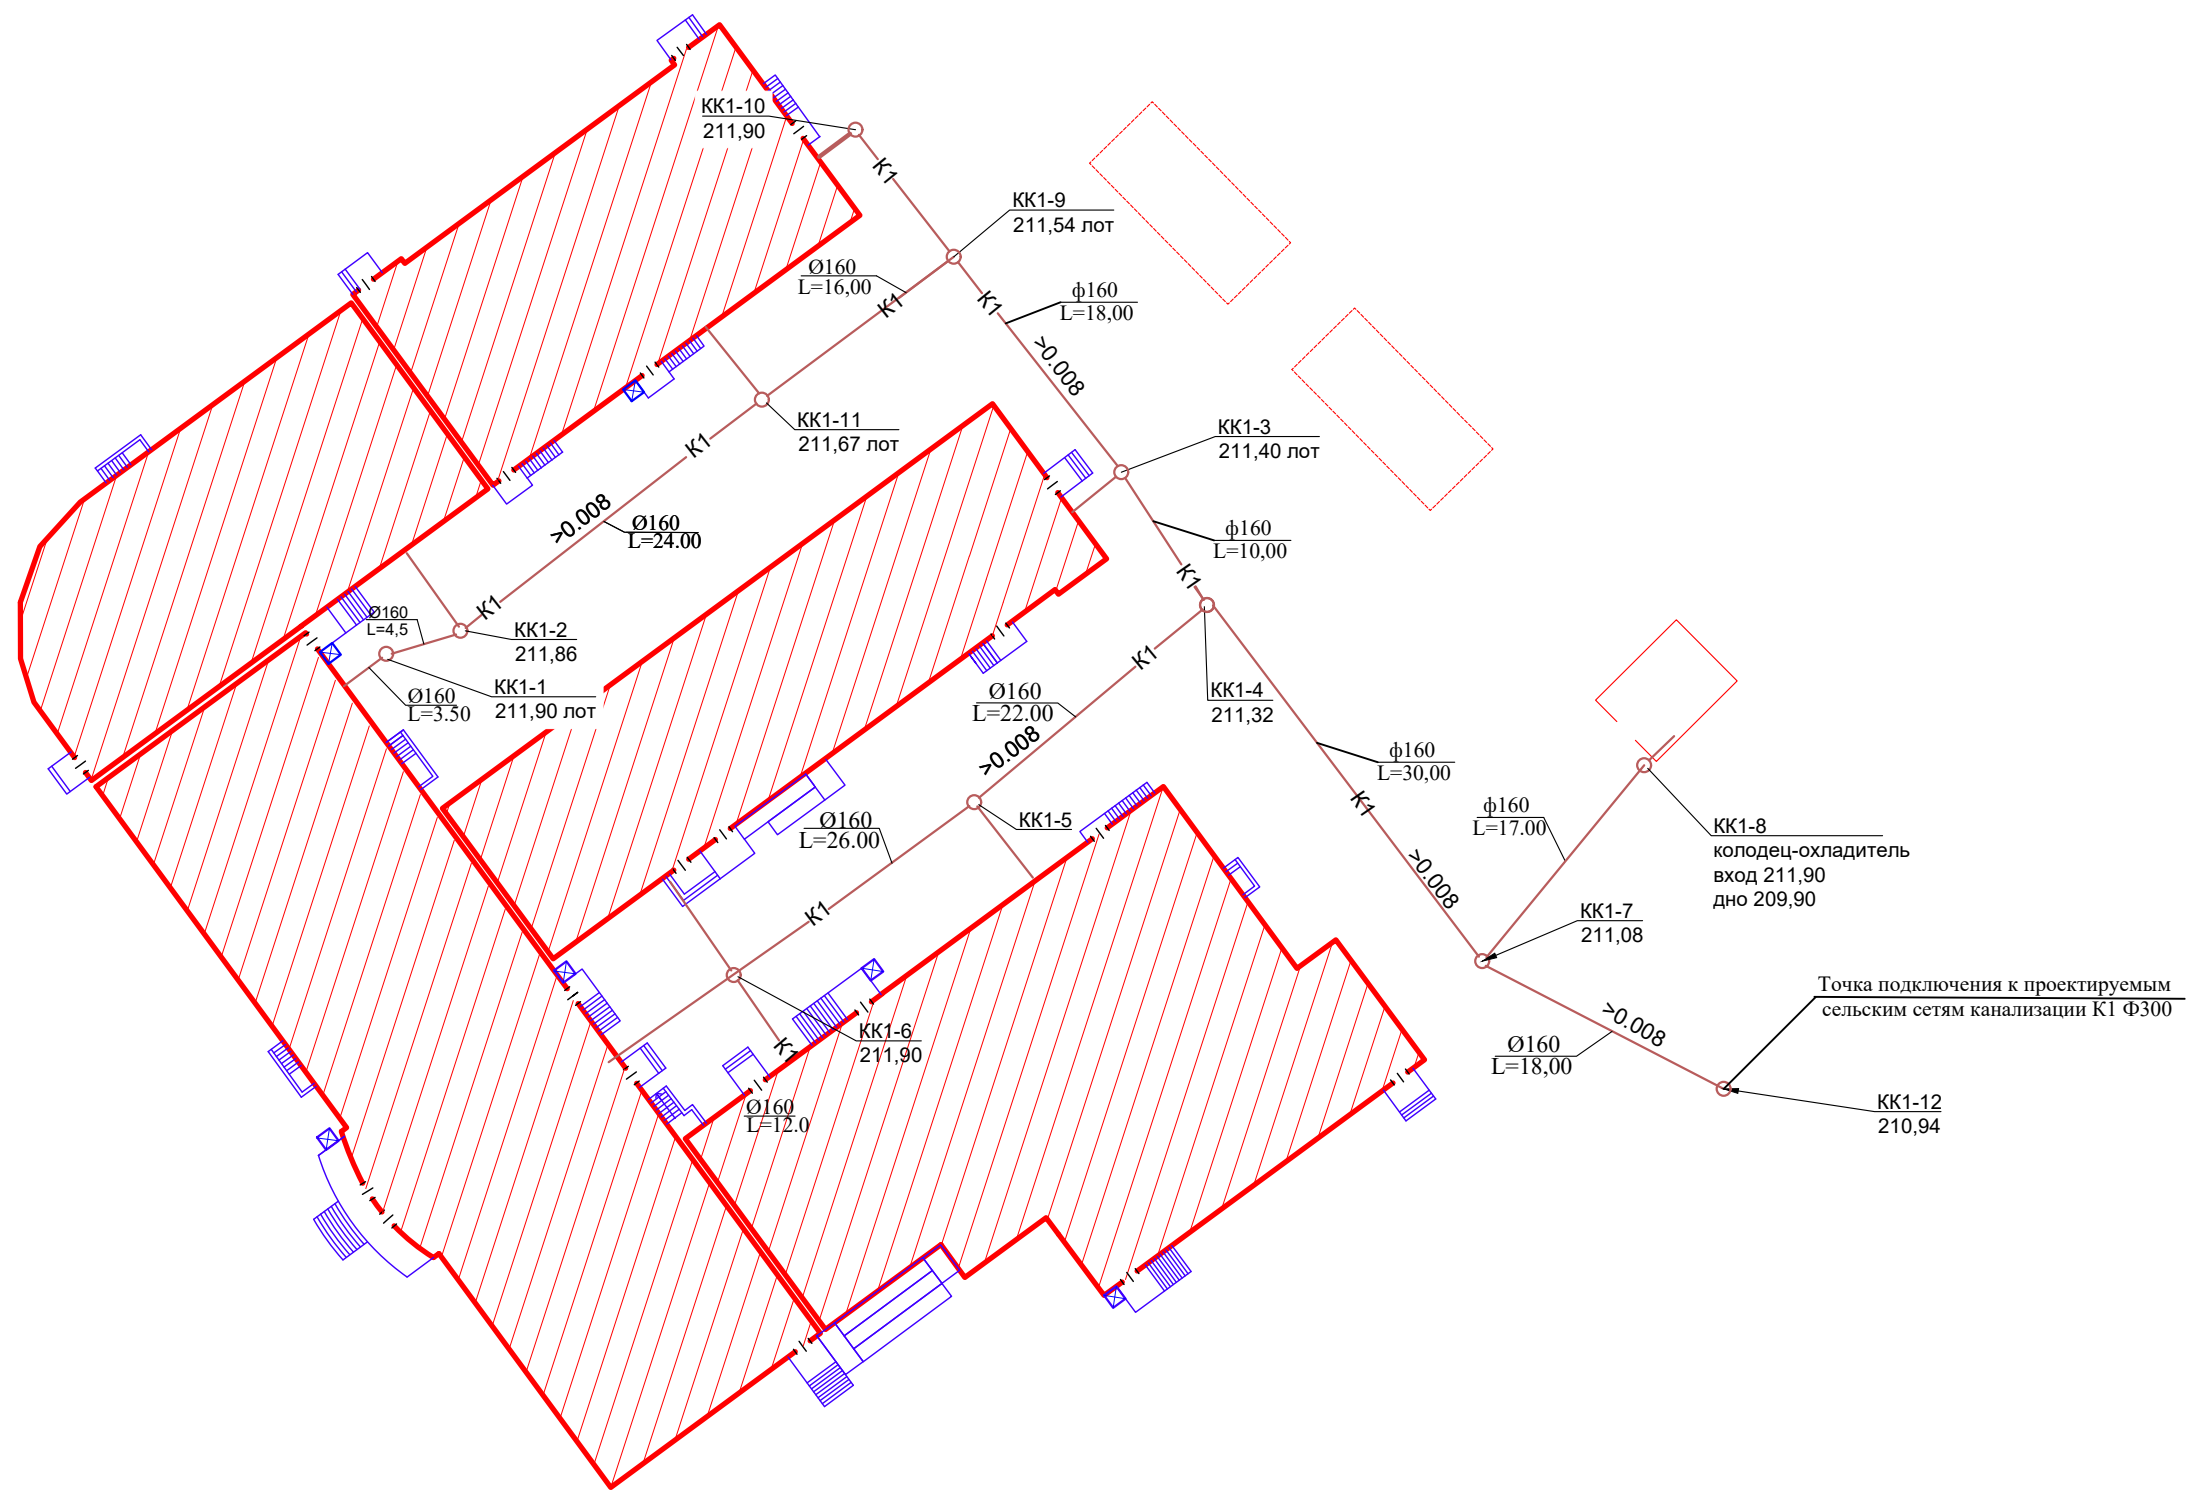 КК1-10
211,90
К1
КК1-9
211,54 лот
Ø160
L=16,00
К1
К1
ф160
L=18,00
>0.008
КК1-11
211,67 лот
К1
КК1-3
211,40 лот
>0.008
Ø160
L=24.00
ф160
L=10,00
К1
К1
Ø160
L=4,5
КК1-2
211,86
КК1-1
211,90 лот
Ø160
L=3.50
К1
КК1-4
211,32
Ø160
L=22.00
>0.008
ф160
L=30,00
К1
ф160
L=17.00
КК1-5
Ø160
L=26.00
КК1-8
колодец-охладитель
вход 211,90
дно 209,90
>0.008
К1
КК1-7
211,08
Точка подключения к проектируемым
сельским сетям канализации К1 Ф300
>0.008
Ø160
L=18,00
КК1-6
211,90
К1
Ø160
L=12.0
КК1-12
210,94